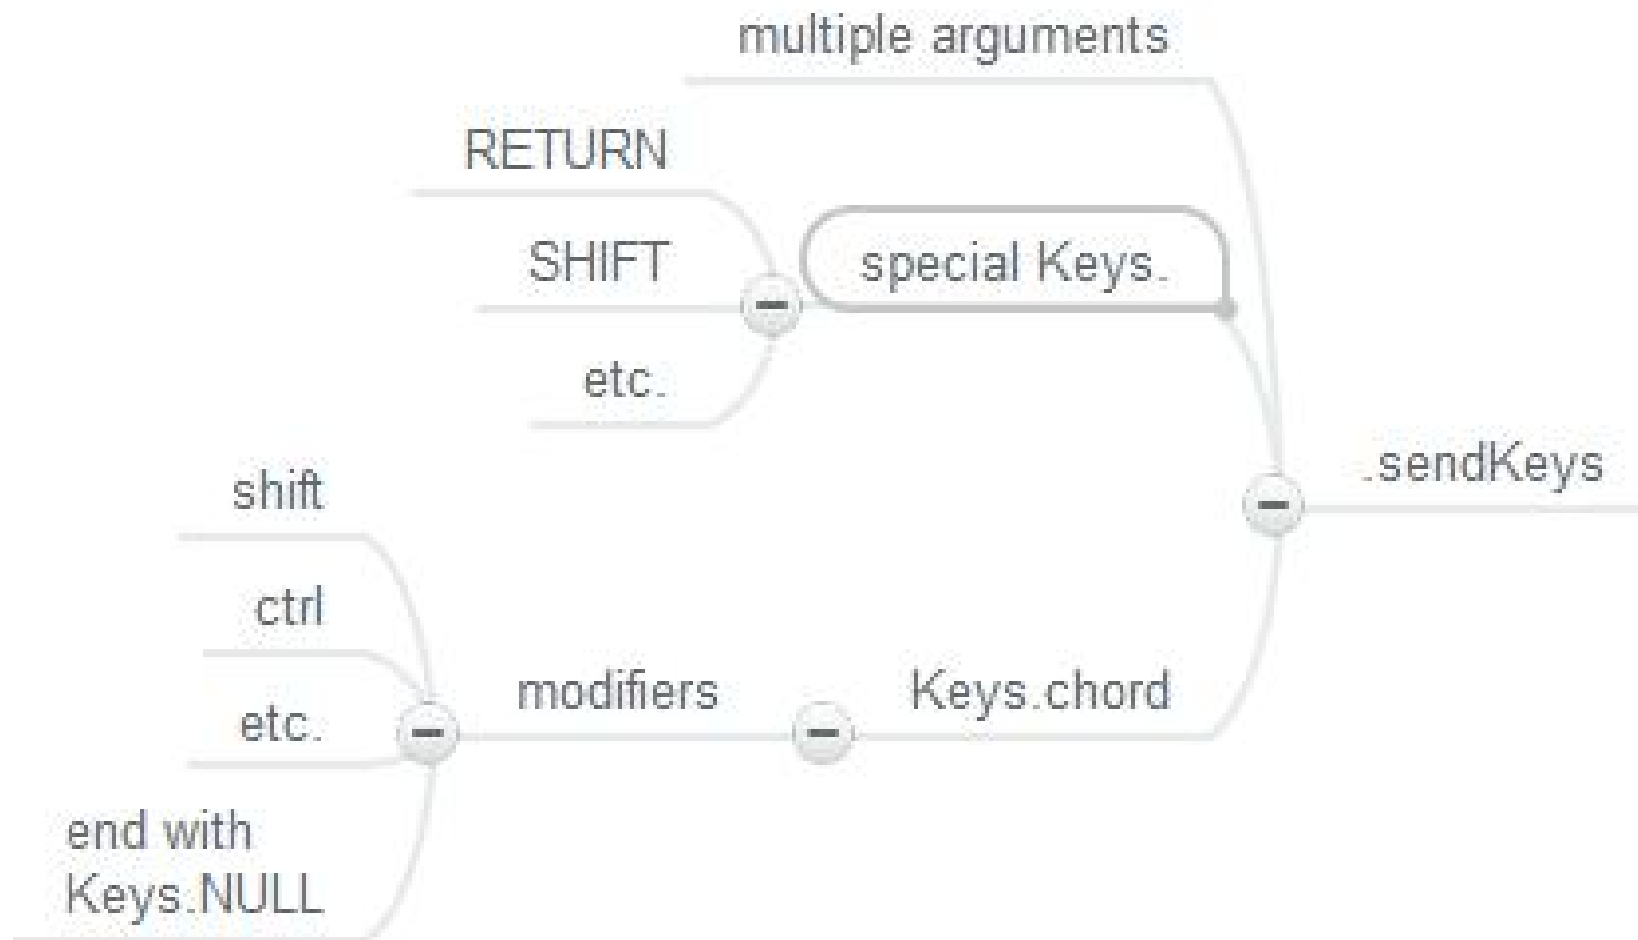 multiple arguments
RETURN
SHIFT
special Keys.
etc.
.sendKeys
shift
ctrl
modifiers
Keys.chord
etc.
end with
Keys.NULL